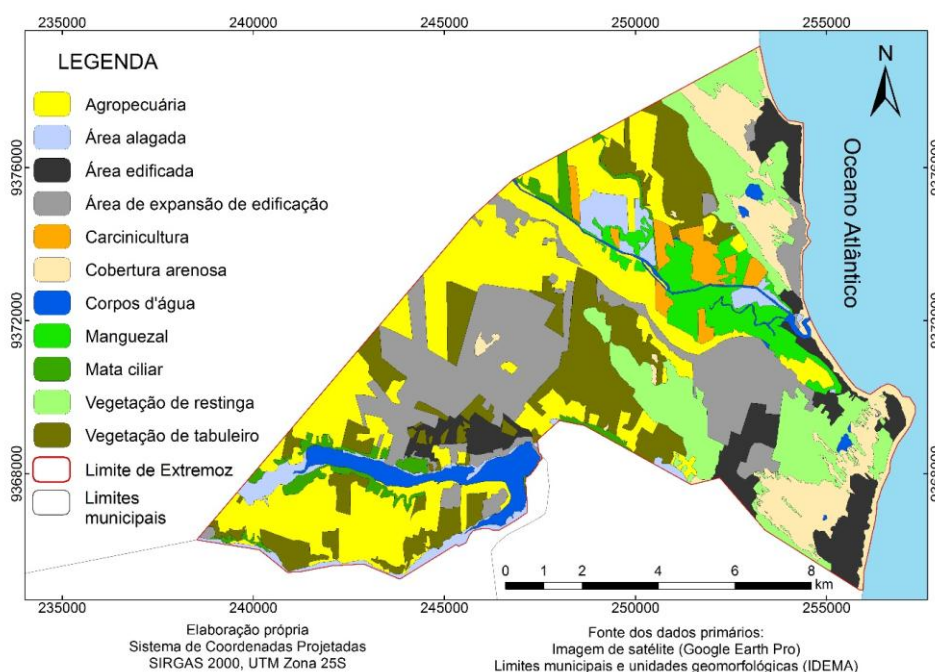 235000 240000 245000 250000 255000
LEGENDA
Agropecuária
Área alagada
Área edificada
Área de expansão de edificação
Carcinicultura
Cobertura arenosa
Corpos d'água
Manguezal
Mata ciliar
Vegetação de restinga
Vegetação de tabuleiro
Limite de Extremoz
Limites
municipais
N
Oceano Atlântico
9376000
9372000
9368000
9376000
9372000
9368000
0 1 2 4 6 8
km
235000 240000 245000 250000 255000
Elaboração própria
Sistema de Coordenadas Projetadas
SIRGAS 2000, UTM Zona 25S
Fonte dos dados primários:
Imagem de satélite (Google Earth Pro)
Limites municipais e unidades geomorfológicas (IDEMA)